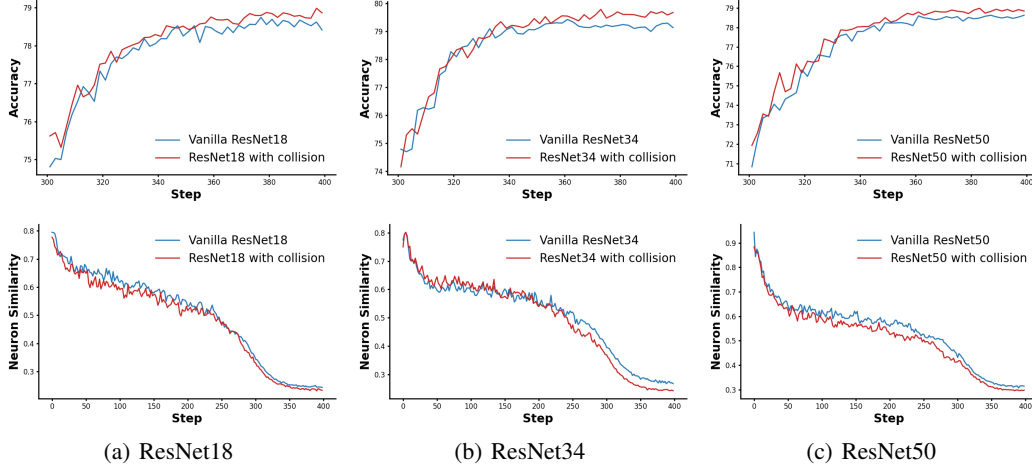 79
78
77
76
75
Accuracy
Vanilla ResNet18
ResNet18 with collision
300 320 340 360 380 400
Step
80
79
78
77
76
75
74
Accuracy
Vanilla ResNet34
ResNet34 with collision
300 320 340 360 380 400
Step
79
78
77
76
75
74
73
72
71
Accuracy
Vanilla ResNet50
ResNet50 with collision
300 320 340 360 380 400
Step
0.8
0.7
0.6
0.5
0.4
0.3
Neuron Similarity
Vanilla ResNet18
ResNet18 with collision
0 50 100 150 200 250 300 350 400
Step
0.8
0.7
0.6
0.5
0.4
0.3
Neuron Similarity
Vanilla ResNet34
ResNet34 with collision
0 50 100 150 200 250 300 350 400
Step
0.9
0.8
0.7
0.6
0.5
0.4
0.3
Neuron Similarity
Vanilla ResNet50
ResNet50 with collision
0 50 100 150 200 250 300 350 400
Step
(a) ResNet18
(b) ResNet34
(c) ResNet50